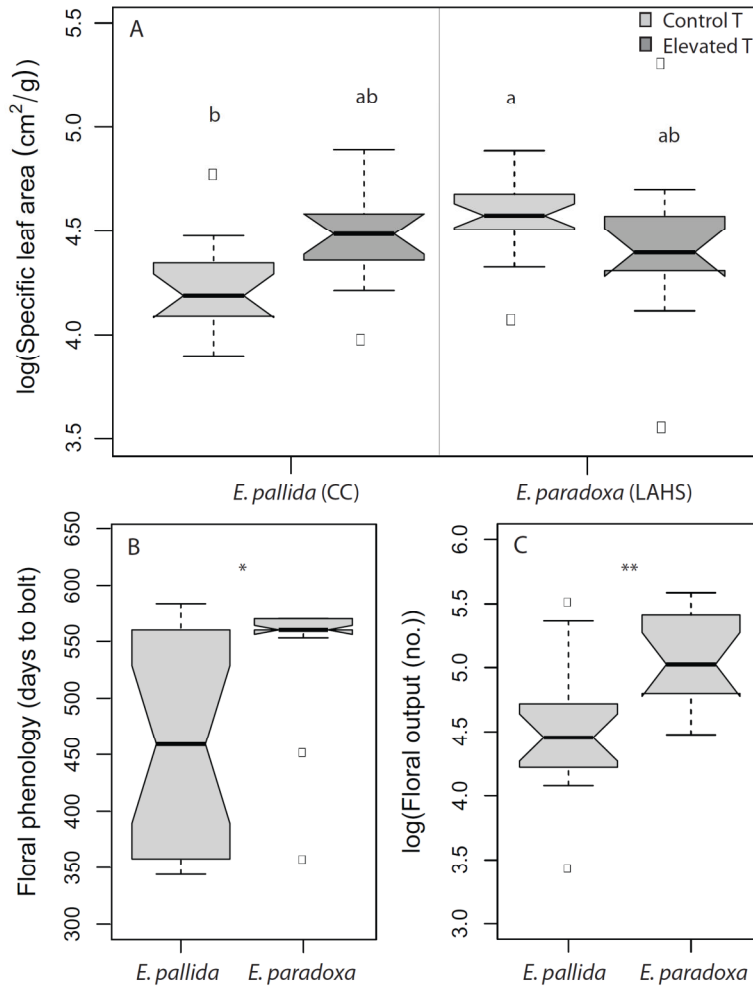 A
Control T
Elevated T
log(Specific leaf area (cm²/g))
5.5
5.0
4.5
4.0
3.5
b
ab
a
ab
E. pallida (CC)
E. paradoxa (LAHS)
B
*
Floral phenology (days to bolt)
650
600
550
500
450
400
350
300
E. pallida
E. paradoxa
C
**
log(Floral output (no.))
6.0
5.5
5.0
4.5
4.0
3.5
3.0
E. pallida
E. paradoxa